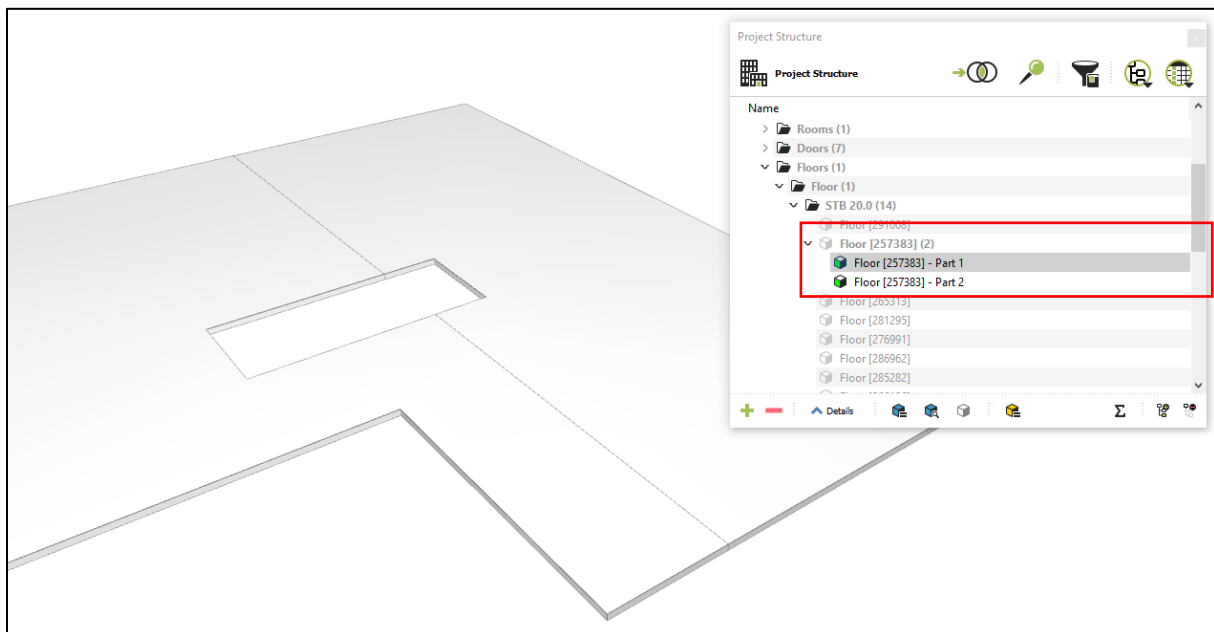 Project Structure
Project Structure
Name
Rooms (1)
Doors (7)
Floors (1)
Floor (1)
STB 20.0 (14)
Floor [291008]
Floor [257383] (2)
Floor [257383] - Part 1
Floor [257383] - Part 2
Floor [265313]
Floor [281295]
Floor [276991]
Floor [286962]
Floor [285282]
Details